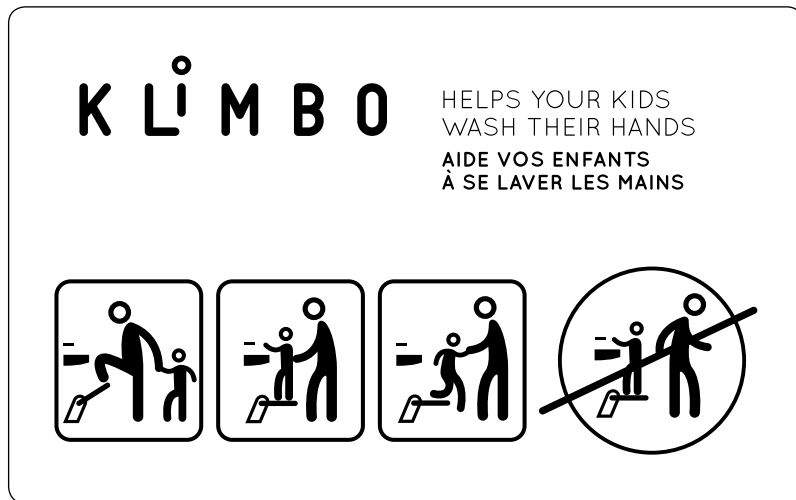 KLIMBO
HELPS YOUR KIDS
WASH THEIR HANDS
AIDE VOS ENFANTS
À SE LAVER LES MAINS